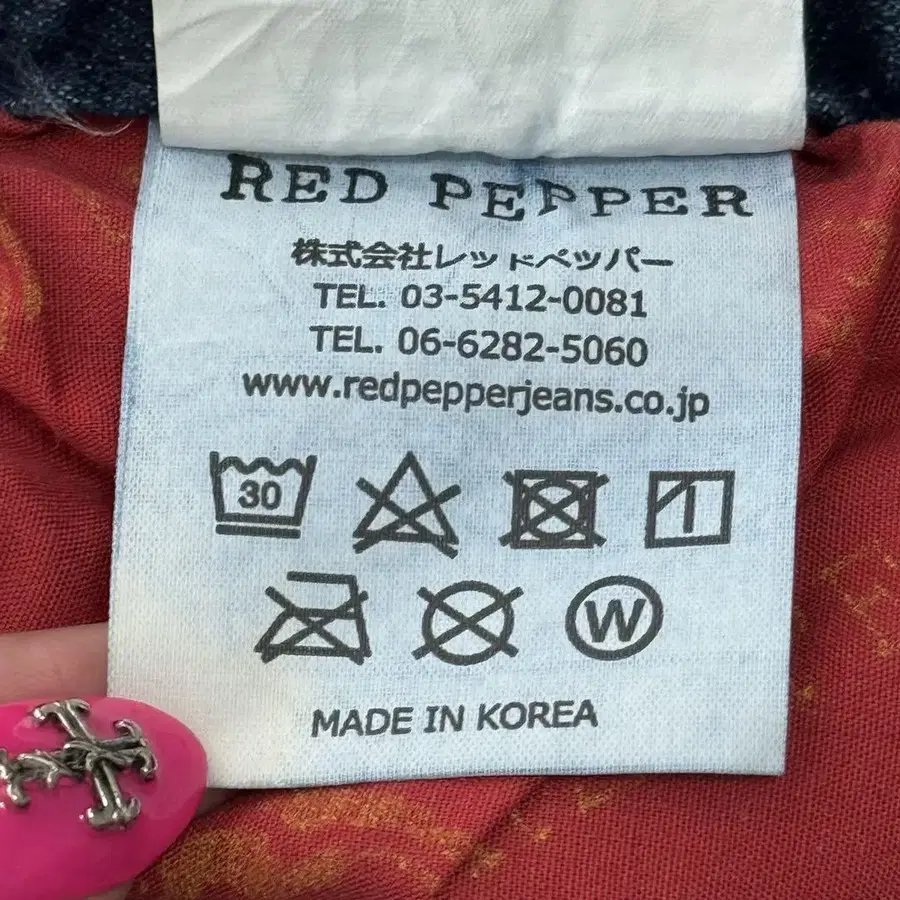 RED PEPPER
株式会社レッドペッパー
TEL. 03-5412-0081
TEL. 06-6282-5060
www.redpepperjeans.co.jp
30
W
MADE IN KOREA